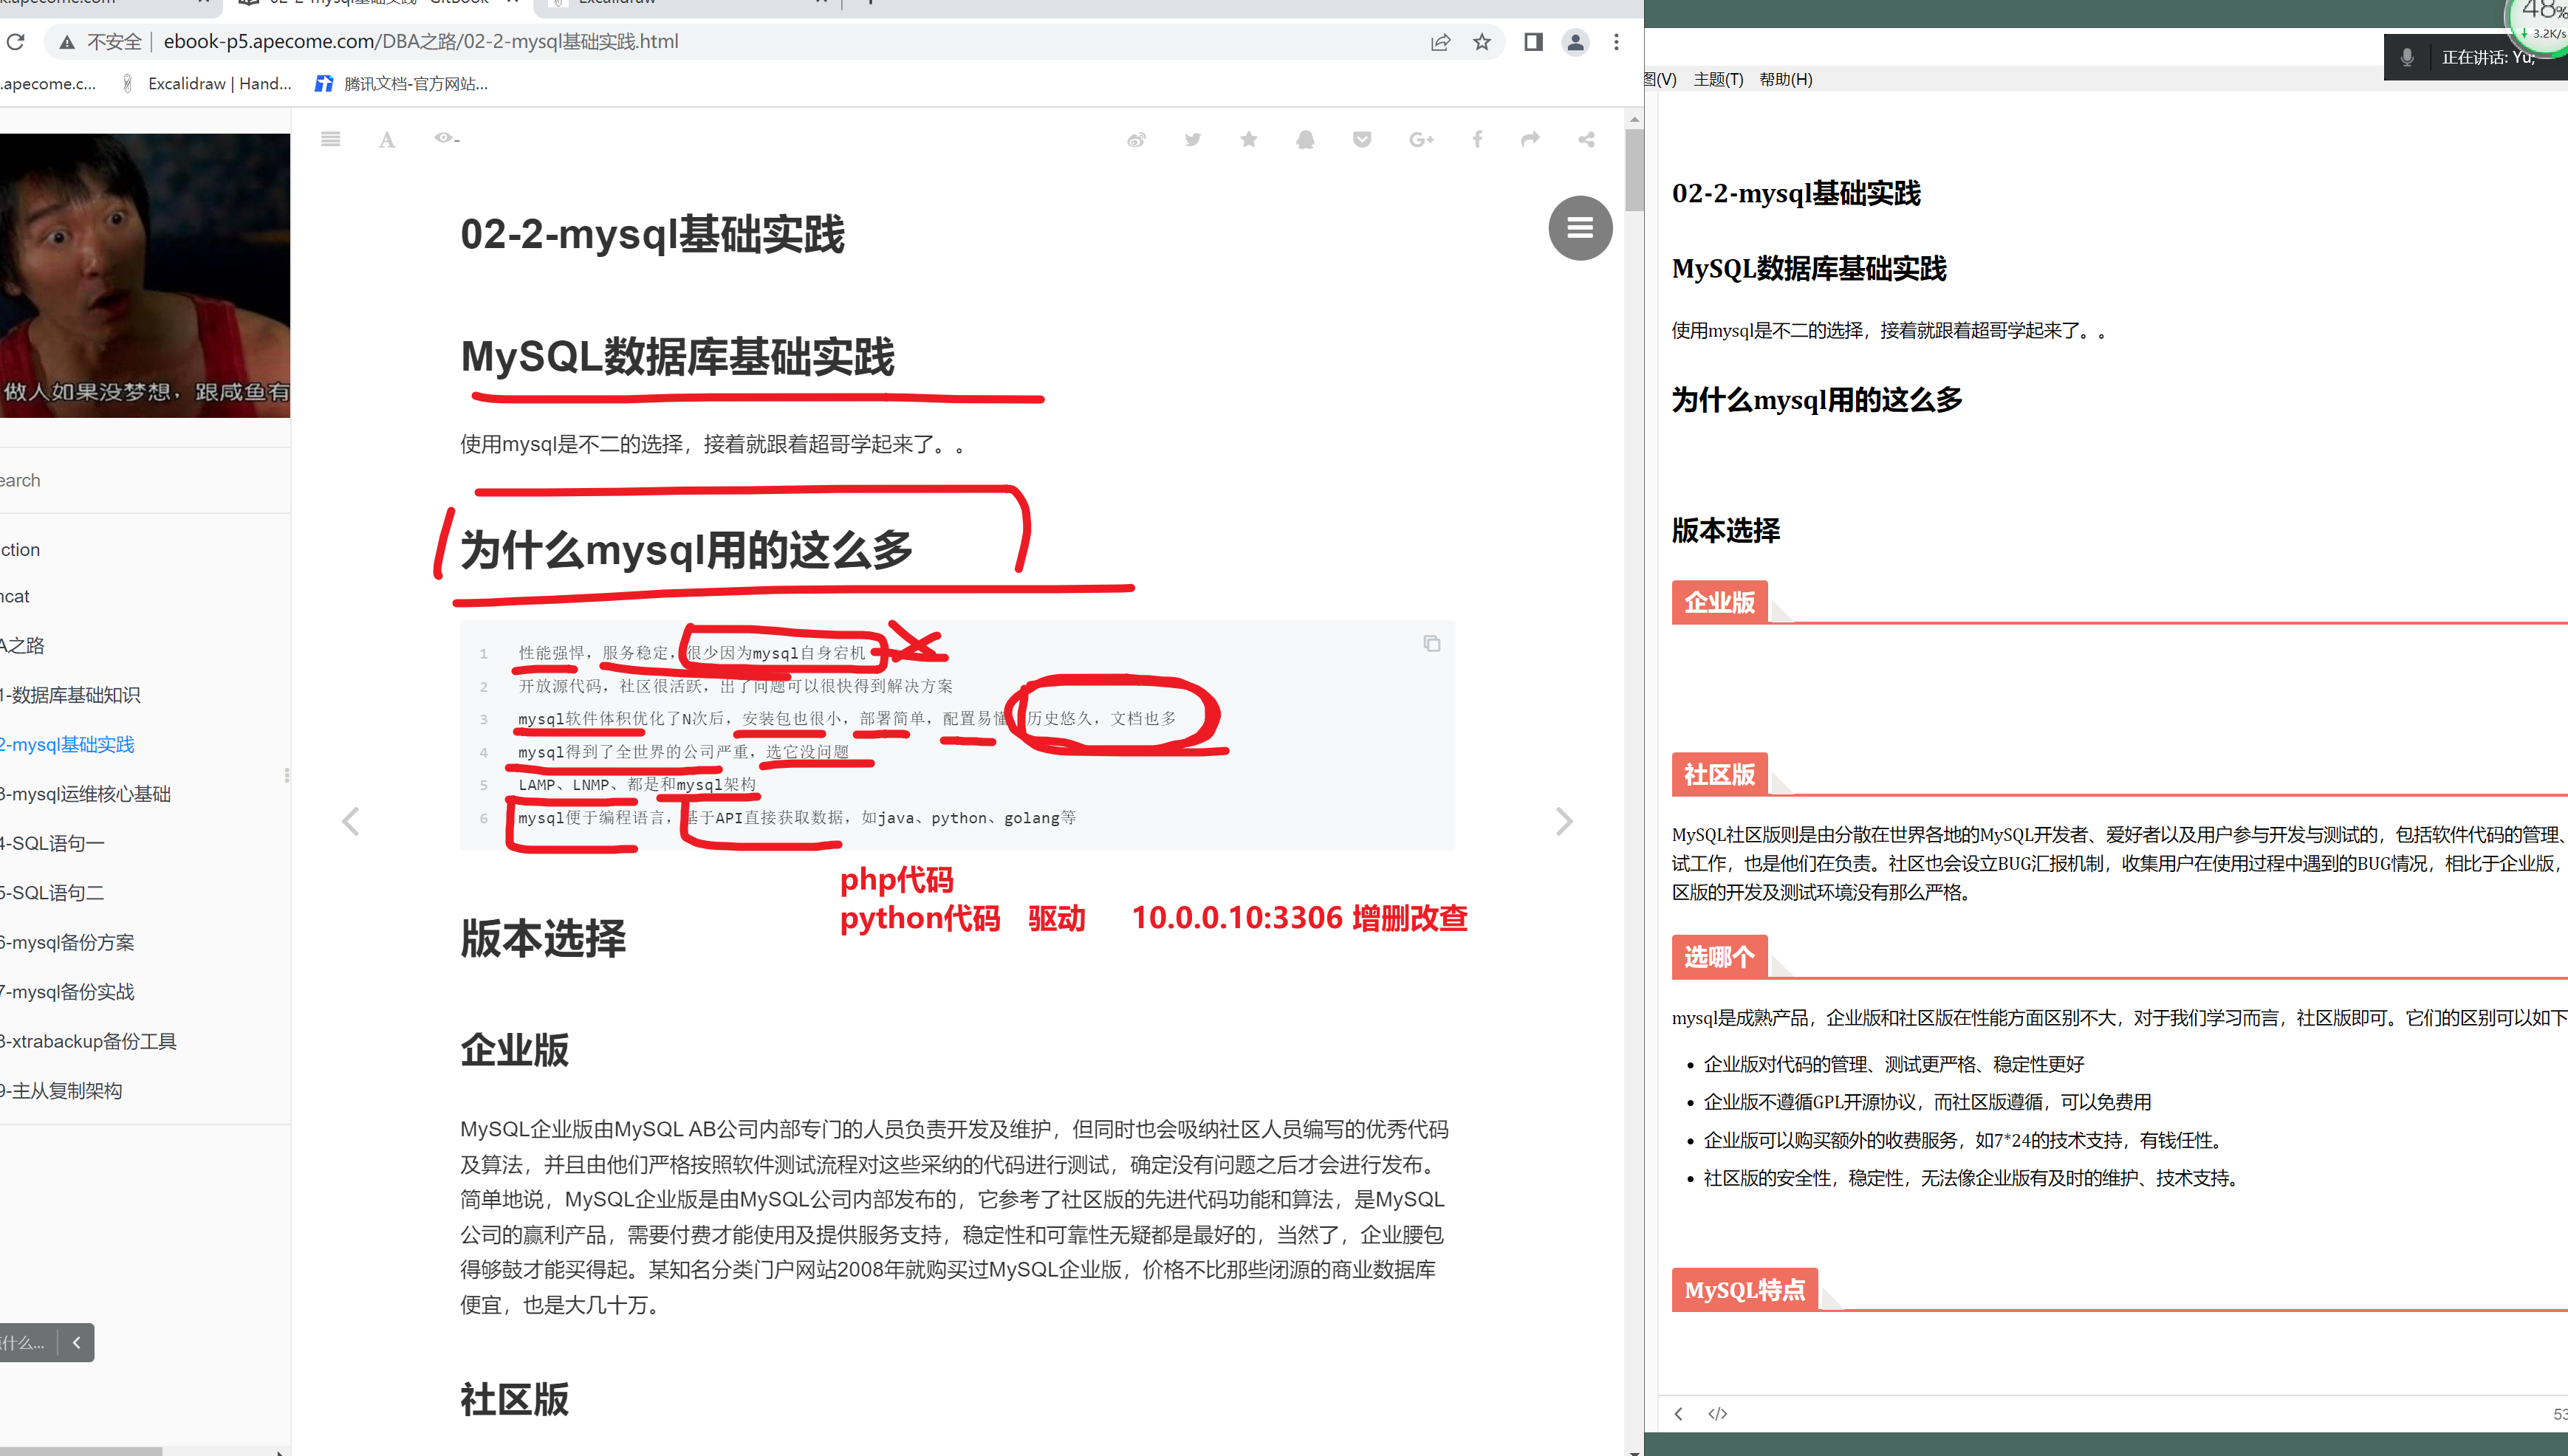 不安全
ebook-p5.apecome.com/DBA之路/02-2-mysql基础实践.html
.apecome.c...
Excalidraw | Hand...
腾讯文档-官方网站...
做人如果没梦想，跟咸鱼有
earch
ction
ncat
A之路
1-数据库基础知识
2-mysql基础实践
3-mysql运维核心基础
4-SQL语句一
5-SQL语句二
6-mysql备份方案
7-mysql备份实战
8-xtrabackup备份工具
9-主从复制架构
什么...
02-2-mysql基础实践
MySQL数据库基础实践
使用mysql是不二的选择，接着就跟着超哥学起来了。。
为什么mysql用的这么多
1 性能强悍，服务稳定，很少因为mysql自身宕机
2 开放源代码，社区很活跃，出了问题可以很快得到解决方案
3 mysql软件体积优化了N次后，安装包也很小，部署简单，配置易懂 历史悠久，文档也多
4 mysql得到了全世界的公司严重，选它没问题
5 LAMP、LNMP、都是和mysql架构
6 mysql便于编程语言，基于API直接获取数据，如java、python、golang等
php代码
python代码 驱动 10.0.0.10:3306 增删改查
版本选择
企业版
MySQL企业版由MySQL AB公司内部专门的人员负责开发及维护，但同时也会吸纳社区人员编写的优秀代码
及算法，并且由他们严格按照软件测试流程对这些采纳的代码进行测试，确定没有问题之后才会进行发布。
简单地说，MySQL企业版是由MySQL公司内部发布的，它参考了社区版的先进代码功能和算法，是MySQL
公司的赢利产品，需要付费才能使用及提供服务支持，稳定性和可靠性无疑都是最好的，当然了，企业腰包
得够鼓才能买得起。某知名分类门户网站2008年就购买过MySQL企业版，价格不比那些闭源的商业数据库
便宜，也是大几十万。
社区版
48%
3.2K/s
正在讲话: Yu;
图(V) 主题(T) 帮助(H)
02-2-mysql基础实践
MySQL数据库基础实践
使用mysql是不二的选择，接着就跟着超哥学起来了。。
为什么mysql用的这么多
版本选择
企业版
社区版
MySQL社区版则是由分散在世界各地的MySQL开发者、爱好者以及用户参与开发与测试的，包括软件代码的管理、
试工作，也是他们在负责。社区也会设立BUG汇报机制，收集用户在使用过程中遇到的BUG情况，相比于企业版，
区版的开发及测试环境没有那么严格。
选哪个
mysql是成熟产品，企业版和社区版在性能方面区别不大，对于我们学习而言，社区版即可。它们的区别可以如下
• 企业版对代码的管理、测试更严格、稳定性更好
• 企业版不遵循GPL开源协议，而社区版遵循，可以免费用
• 企业版可以购买额外的收费服务，如7*24的技术支持，有钱任性。
• 社区版的安全性，稳定性，无法像企业版有及时的维护、技术支持。
MySQL特点
53